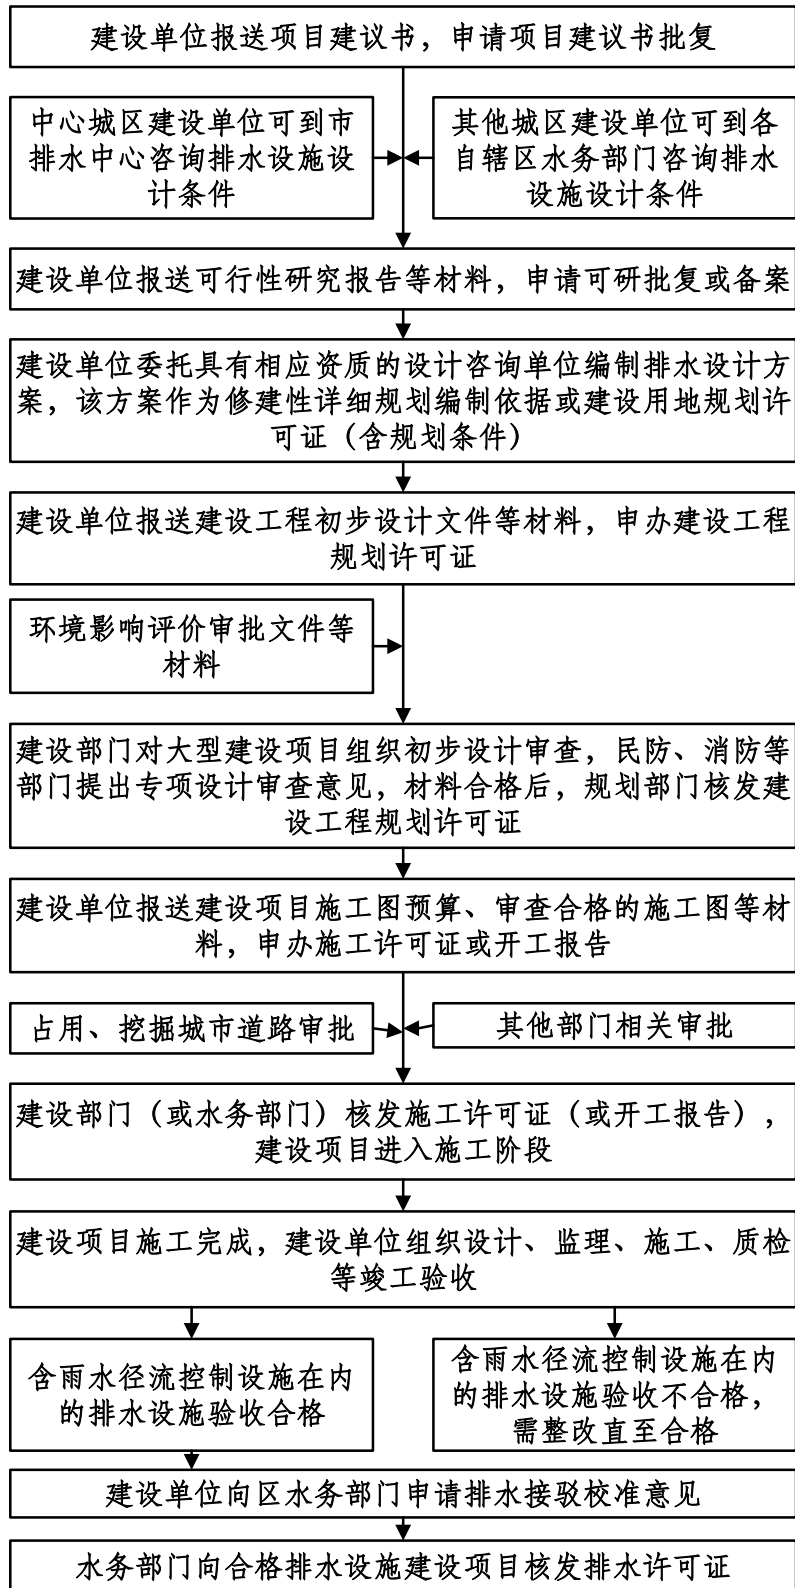 建设单位报送项目建议书，申请项目建议书批复
中心城区建设单位可到市
排水中心咨询排水设施设
计条件
其他城区建设单位可到各
自辖区水务部门咨询排水
设施设计条件
建设单位报送可行性研究报告等材料，申请可研批复或备案
建设单位委托具有相应资质的设计咨询单位编制排水设计方
案，该方案作为修建性详细规划编制依据或建设用地规划许
可证（含规划条件）
建设单位报送建设工程初步设计文件等材料，申办建设工程
规划许可证
环境影响评价审批文件等
材料
建设部门对大型建设项目组织初步设计审查，民防、消防等
部门提出专项设计审查意见，材料合格后，规划部门核发建
设工程规划许可证
建设单位报送建设项目施工图预算、审查合格的施工图等材
料，申办施工许可证或开工报告
占用、挖掘城市道路审批
其他部门相关审批
建设部门（或水务部门）核发施工许可证（或开工报告），
建设项目进入施工阶段
建设项目施工完成，建设单位组织设计、监理、施工、质检
等竣工验收
含雨水径流控制设施在内
的排水设施验收合格
含雨水径流控制设施在内
的排水设施验收不合格，
需整改直至合格
建设单位向区水务部门申请排水接驳校准意见
水务部门向合格排水设施建设项目核发排水许可证